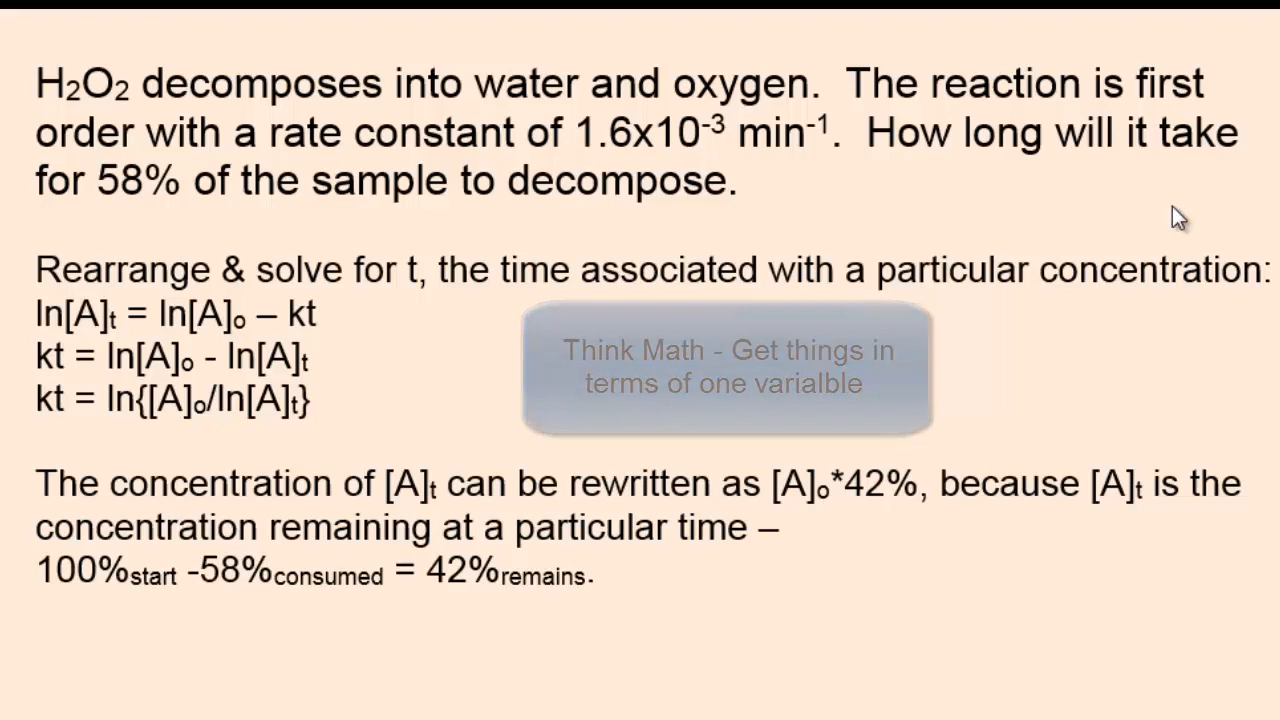 H₂O₂ decomposes into water and oxygen.  The reaction is first
order with a rate constant of 1.6x10⁻³ min⁻¹.  How long will it take
for 58% of the sample to decompose.
Rearrange & solve for t, the time associated with a particular concentration:
ln[A]ₜ = ln[A]ₒ – kt
kt = ln[A]ₒ - ln[A]ₜ
kt = ln{[A]ₒ/ln[A]ₜ}
Think Math - Get things in
terms of one varialble
The concentration of [A]ₜ can be rewritten as [A]ₒ*42%, because [A]ₜ is the
concentration remaining at a particular time –
100%start -58%consumed = 42%remains.